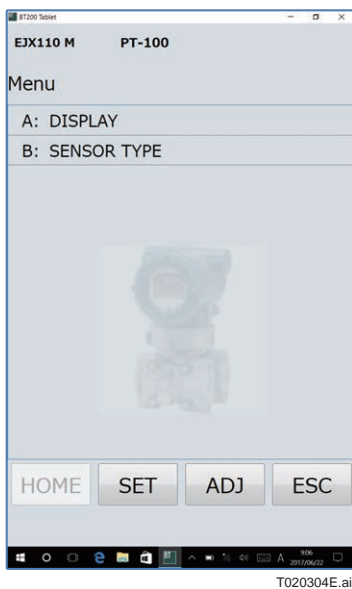 BT200 Tablet
EJX110 M PT-100
Menu
A: DISPLAY
B: SENSOR TYPE
HOME SET ADJ ESC
BT A 9:06
2017/06/22
T020304E.ai